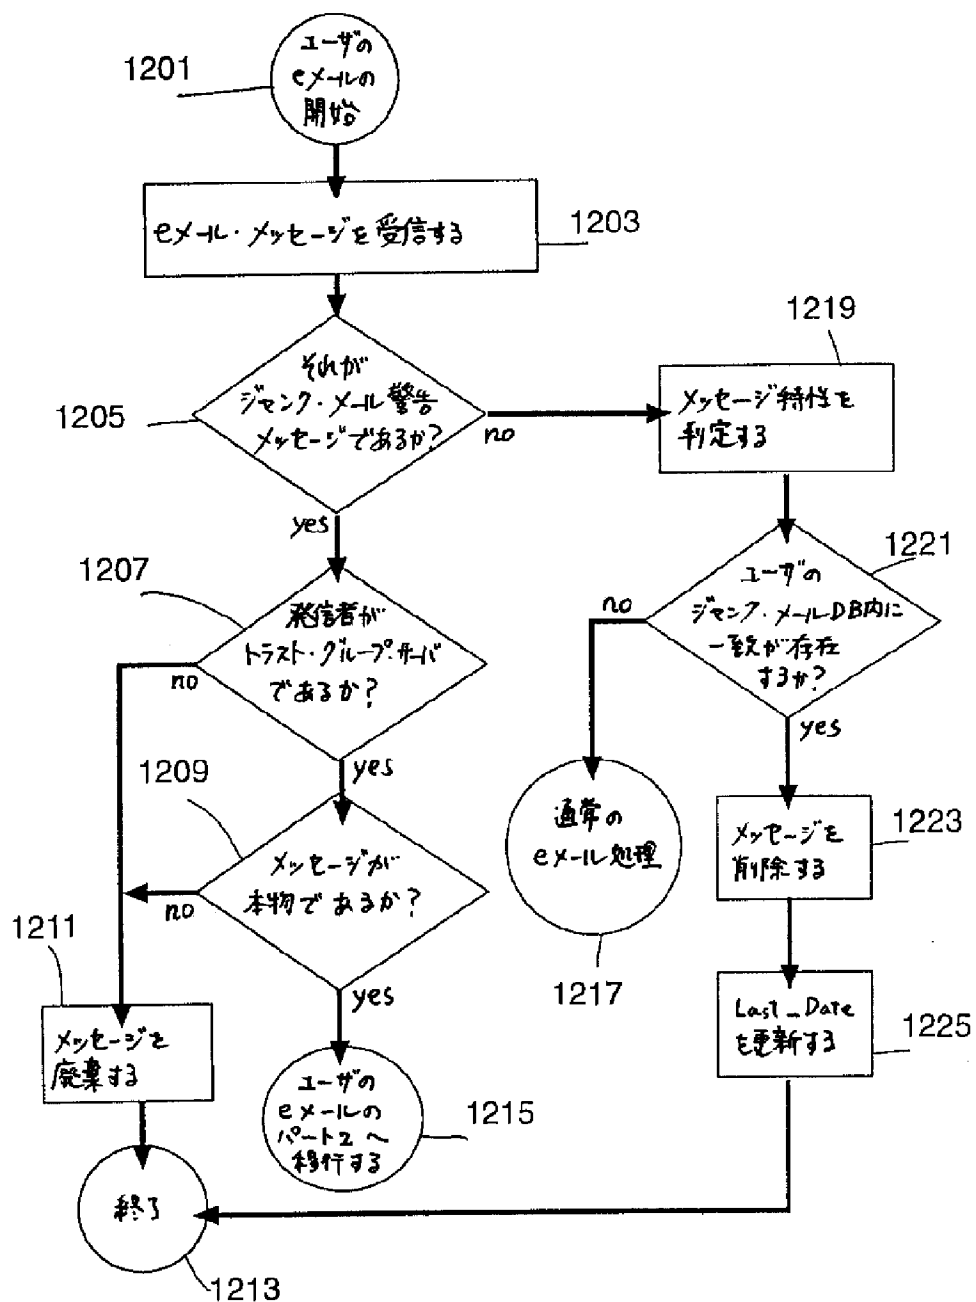 1201
ユーザの
eメールの
開始
eメール・メッセージを受信する
1203
1205
それが
ジャンク・メール警告
メッセージであるか?
no
yes
1219
メッセージ特性を
判定する
1207
発信者が
トラスト・グループ・サーバ
であるか?
no
yes
1221
ユーザの
ジャンク・メールDB内に
一致が存在
するか?
no
yes
1209
メッセージが
本物であるか?
no
yes
通常の
eメール処理
1217
1223
メッセージを
削除する
1211
メッセージを
廃棄する
ユーザの
eメールの
パート2へ
移行する
1215
Last_Date
を更新する
1225
終了
1213